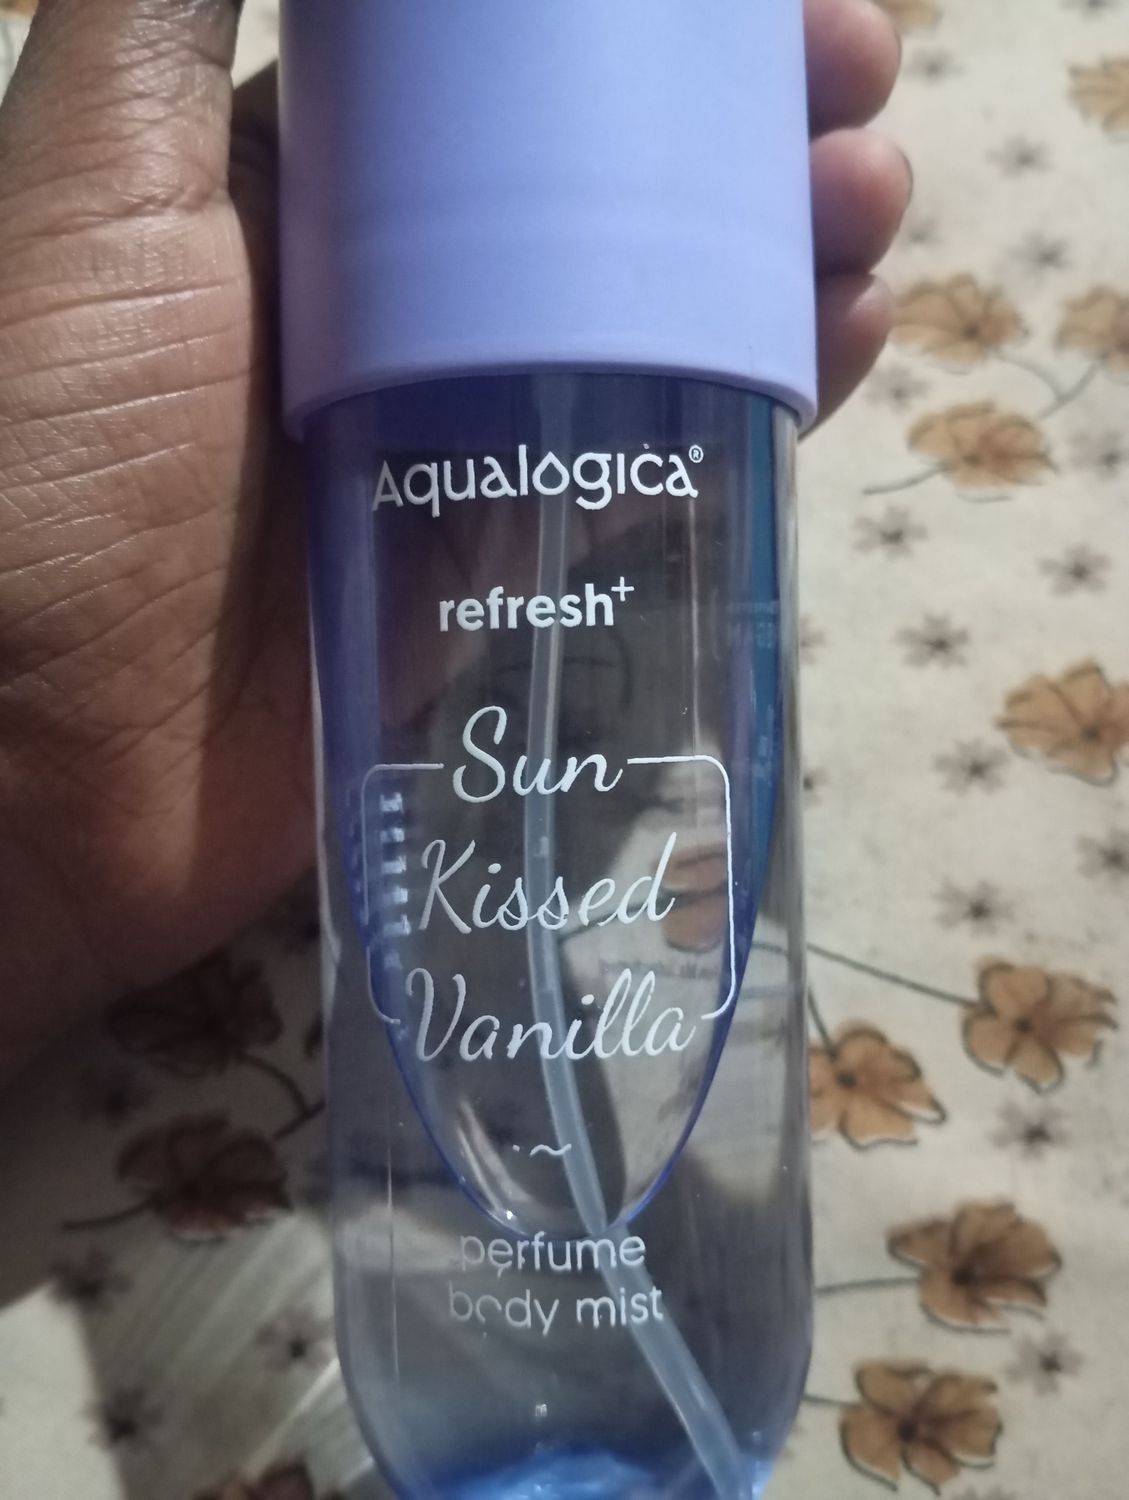 Aqualogica®
refresh+
Sun
Kissed
Vanilla
~
perfume
body mist